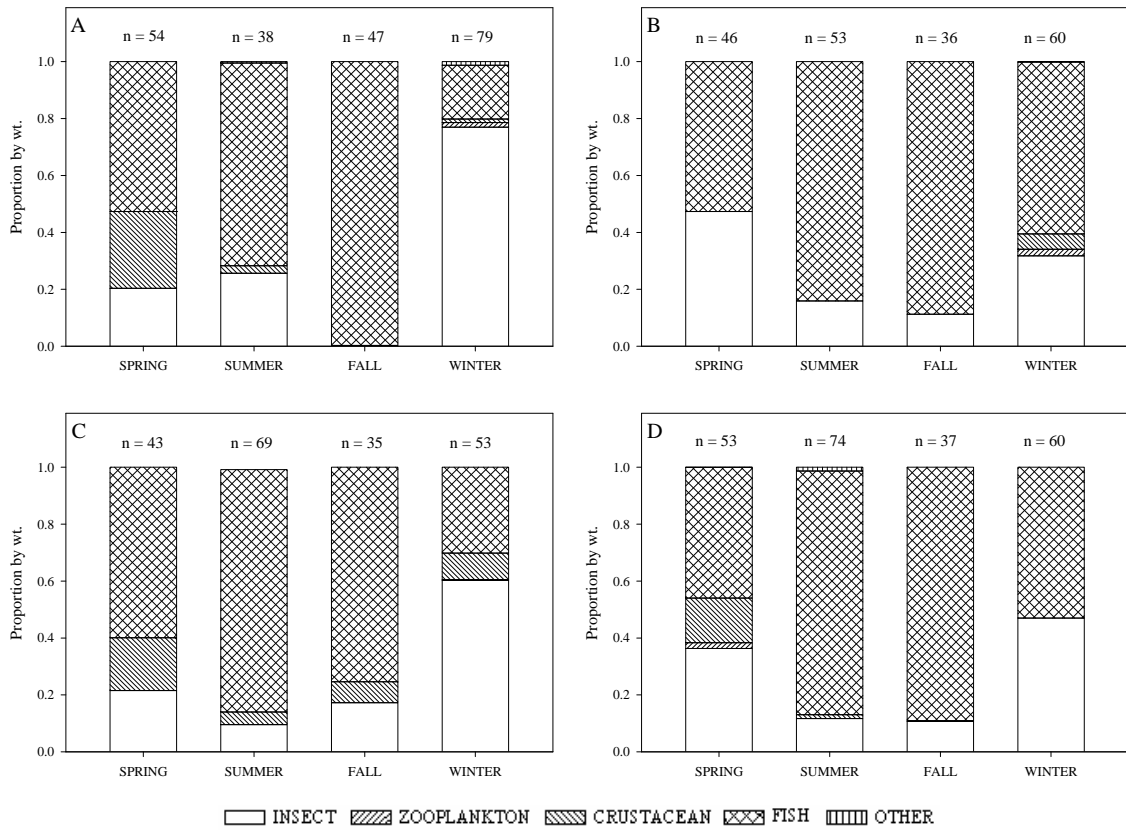 A
n = 54 n = 38 n = 47 n = 79
1.0
0.8
0.6
0.4
0.2
0.0
Proportion by wt.
SPRING SUMMER FALL WINTER
B
n = 46 n = 53 n = 36 n = 60
1.0
0.8
0.6
0.4
0.2
0.0
Proportion by wt.
SPRING SUMMER FALL WINTER
C
n = 43 n = 69 n = 35 n = 53
1.0
0.8
0.6
0.4
0.2
0.0
Proportion by wt.
SPRING SUMMER FALL WINTER
D
n = 53 n = 74 n = 37 n = 60
1.0
0.8
0.6
0.4
0.2
0.0
Proportion by wt.
SPRING SUMMER FALL WINTER
INSECT ZOOPLANKTON CRUSTACEAN FISH OTHER